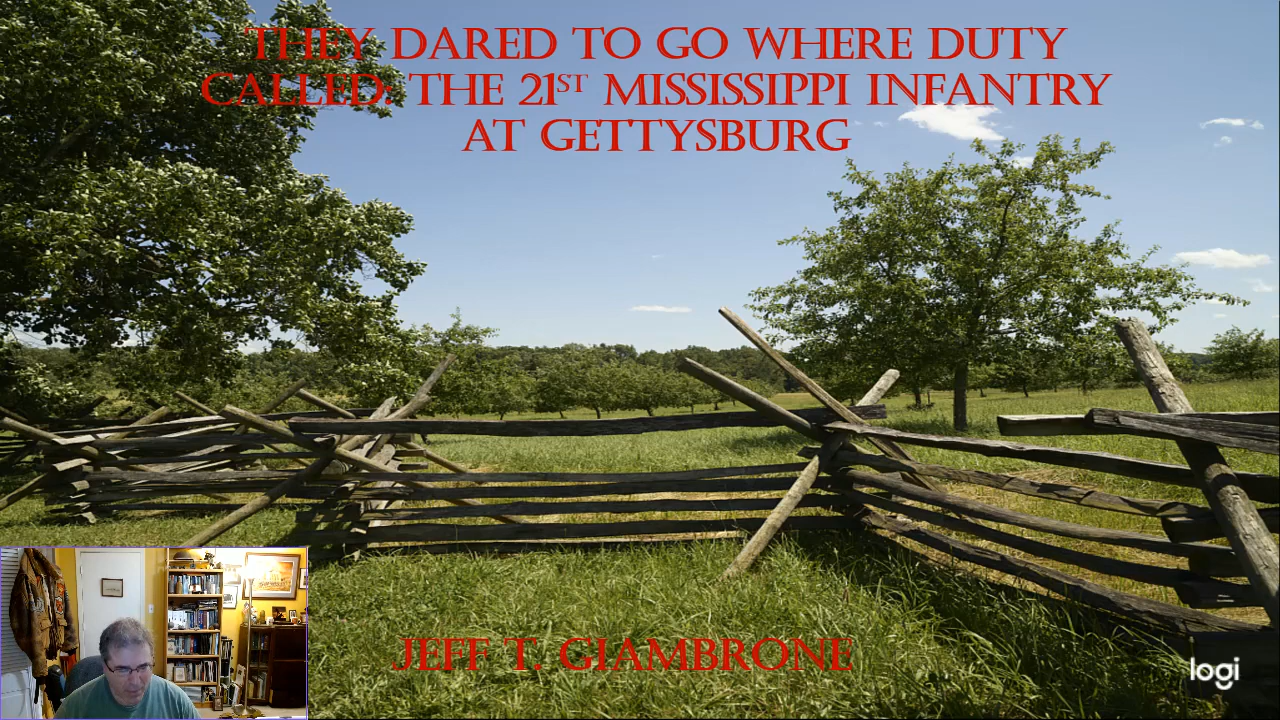 THEY DARED TO GO WHERE DUTY
CALLED: THE 21ST MISSISSIPPI INFANTRY
AT GETTYSBURG
JEFF T. GIAMBRONE
logi